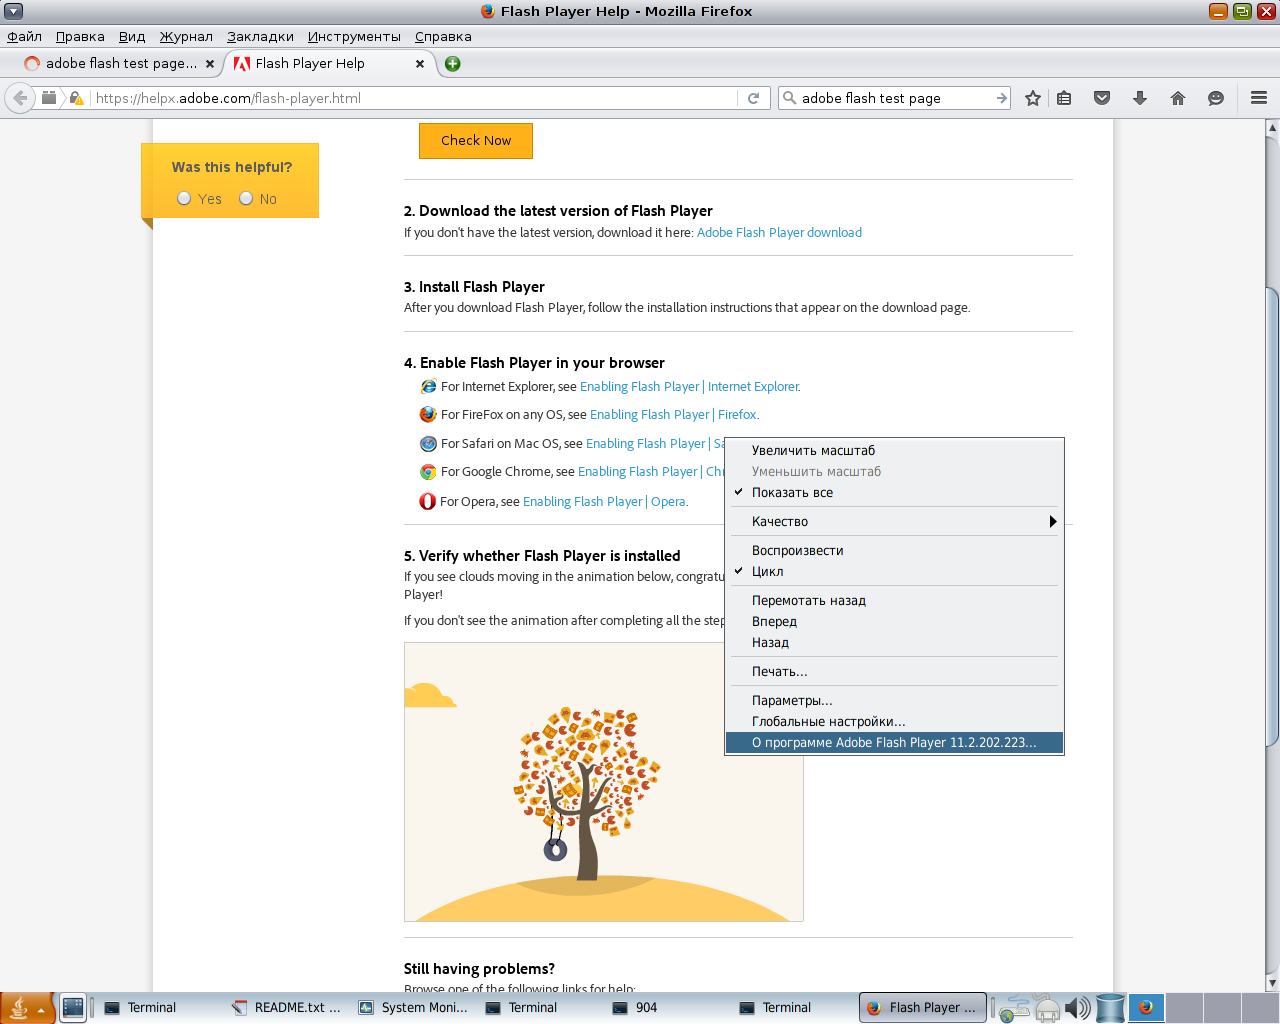 Flash Player Help - Mozilla Firefox
Файл Правка Вид Журнал Закладки Инструменты Справка
adobe flash test page... Flash Player Help
https://helpx.adobe.com/flash-player.html adobe flash test page
Check Now
Was this helpful?
Yes No
2. Download the latest version of Flash Player
If you don't have the latest version, download it here: Adobe Flash Player download
3. Install Flash Player
After you download Flash Player, follow the installation instructions that appear on the download page.
4. Enable Flash Player in your browser
For Internet Explorer, see Enabling Flash Player | Internet Explorer.
For FireFox on any OS, see Enabling Flash Player | Firefox.
For Safari on Mac OS, see Enabling Flash Player | Sa
For Google Chrome, see Enabling Flash Player | Chr
For Opera, see Enabling Flash Player | Opera.
5. Verify whether Flash Player is installed
If you see clouds moving in the animation below, congratu
Player!
If you don't see the animation after completing all the step
Увеличить масштаб
Уменьшить масштаб
Показать все
Качество
Воспроизвести
Цикл
Перемотать назад
Вперед
Назад
Печать...
Параметры...
Глобальные настройки...
О программе Adobe Flash Player 11.2.202.223...
Still having problems?
Browse one of the following links for help:
Terminal README.txt ... System Moni... Terminal 904 Terminal Flash Player ...